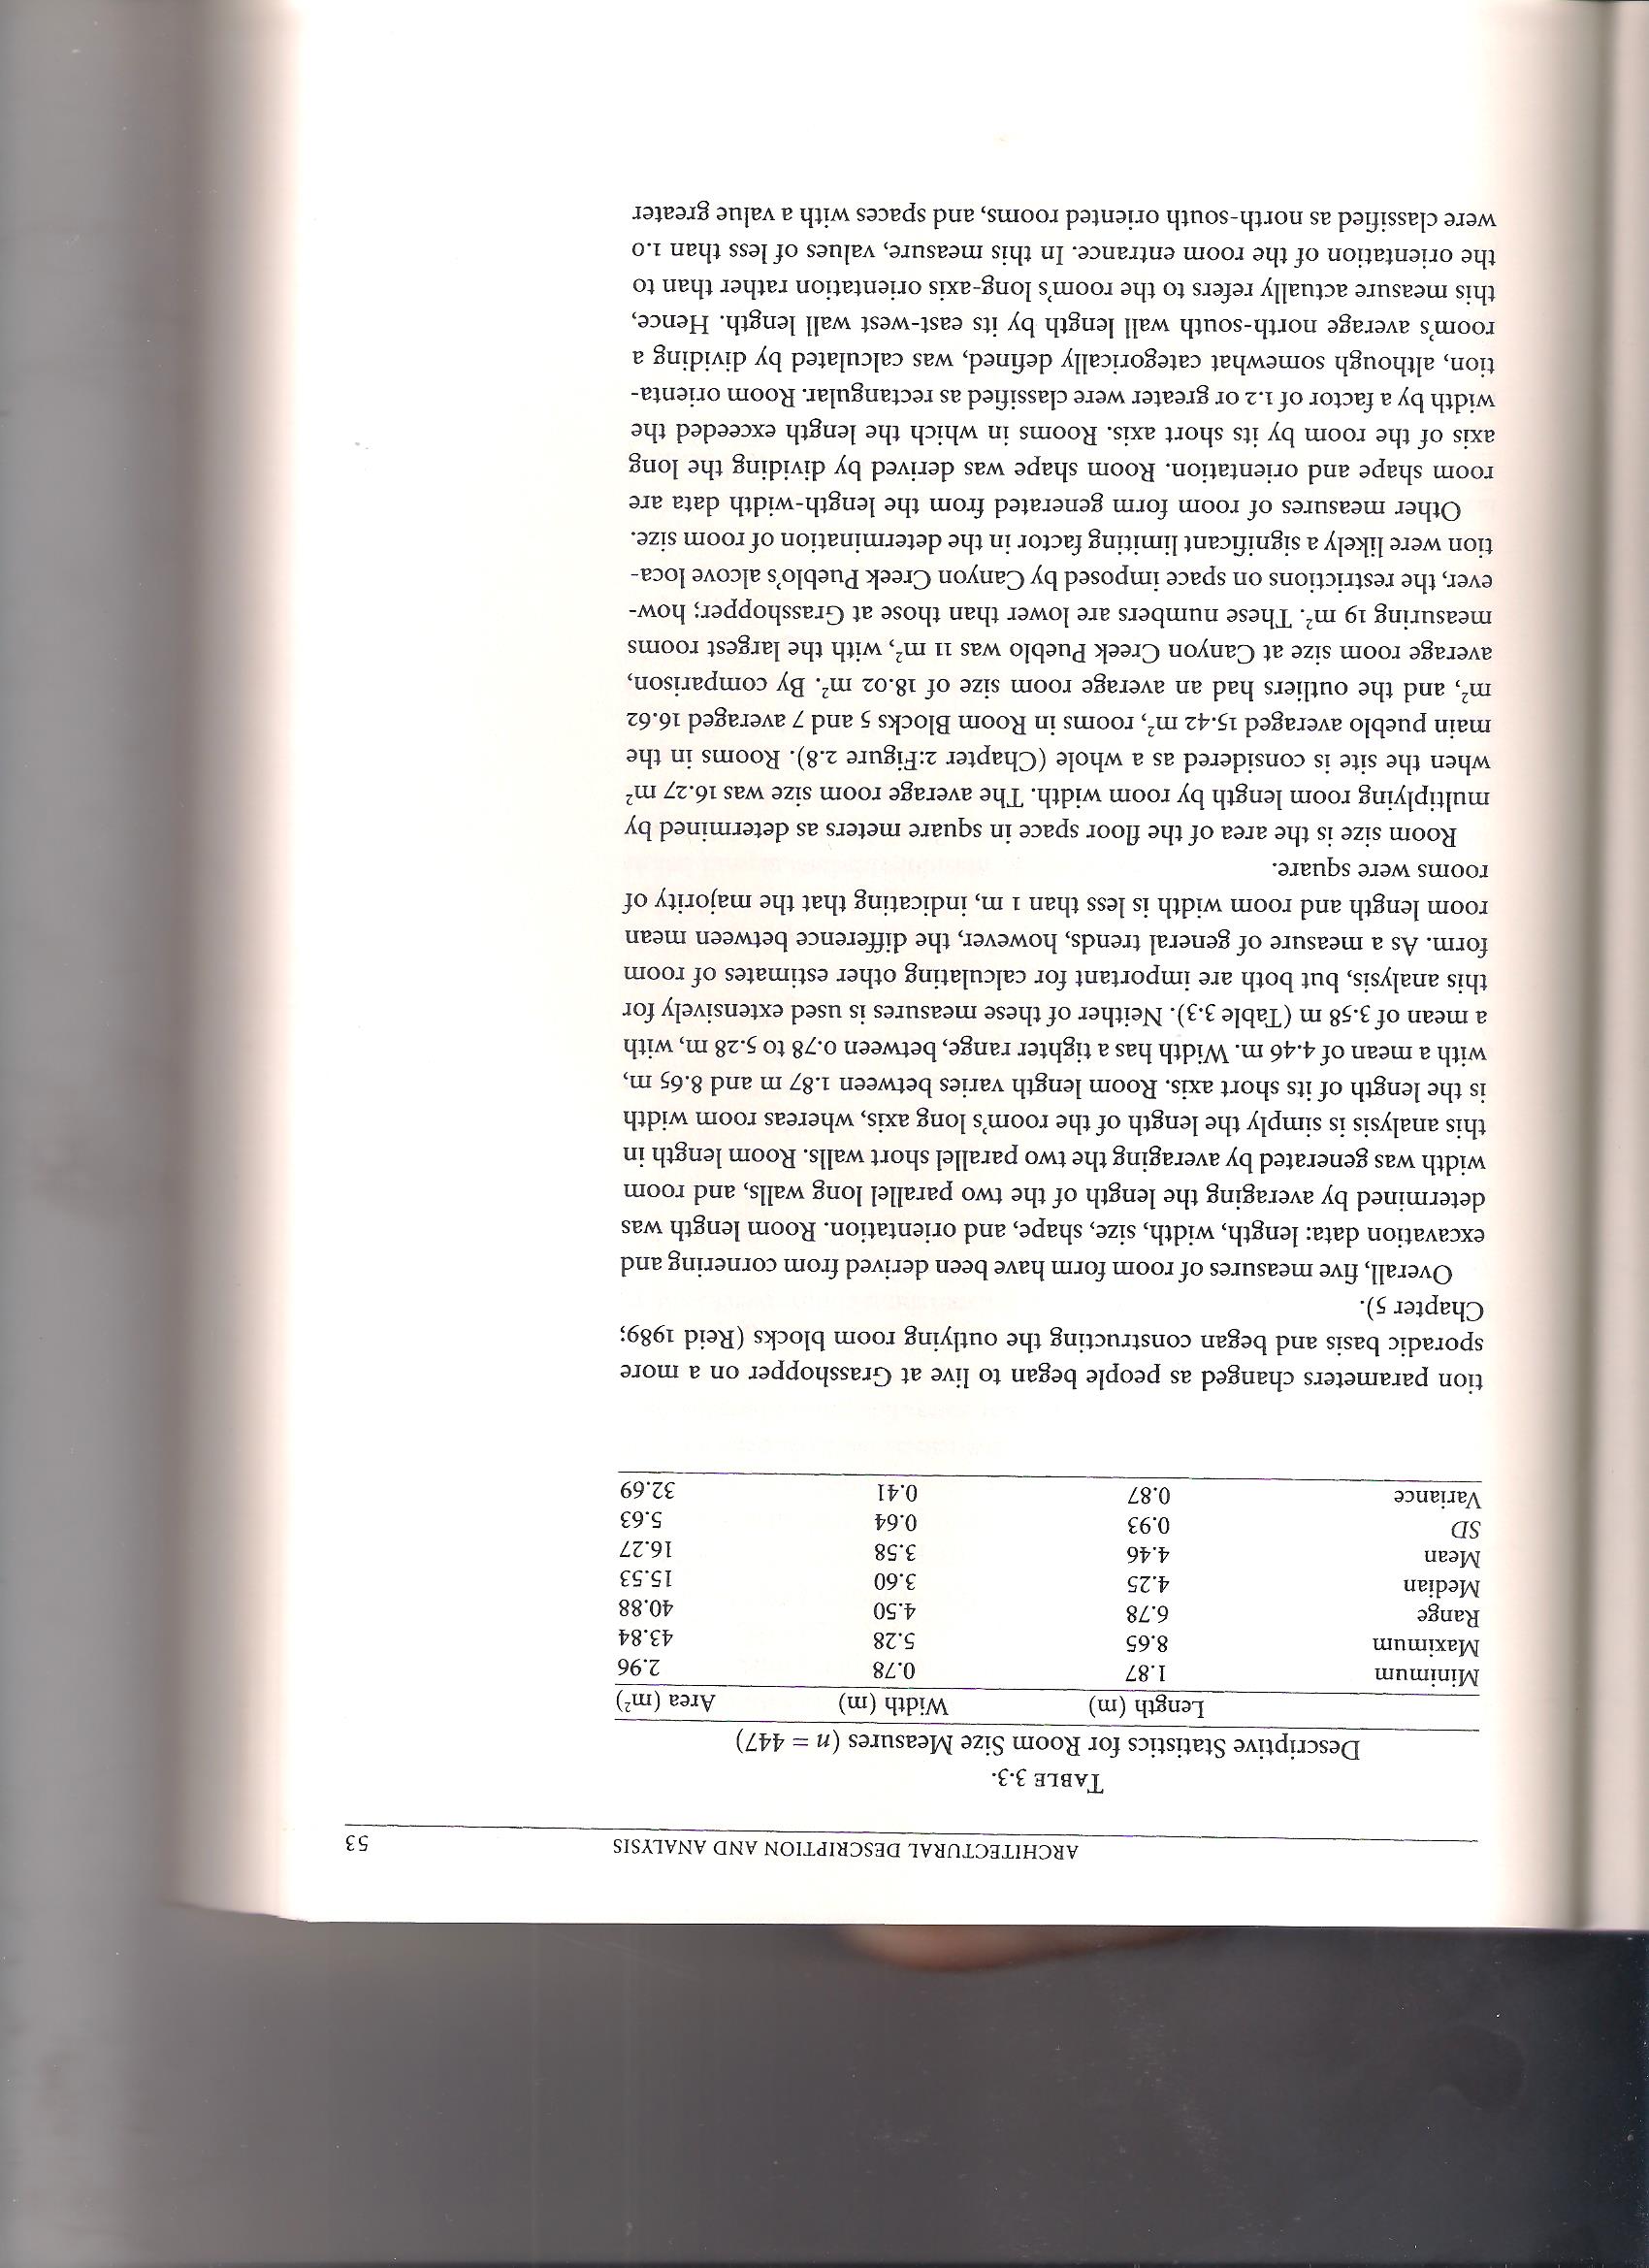 ARCHITECTURAL DESCRIPTION AND ANALYSIS 53
TABLE 3.3.
Descriptive Statistics for Room Size Measures (n = 447)
Length (m) Width (m) Area (m²)
Minimum 1.87 0.78 2.96
Maximum 8.65 5.28 43.84
Range 6.78 4.50 40.88
Median 4.25 3.60 15.53
Mean 4.46 3.58 16.27
SD 0.93 0.64 5.63
Variance 0.87 0.41 32.69
tion parameters changed as people began to live at Grasshopper on a more
sporadic basis and began constructing the outlying room blocks (Reid 1989;
Chapter 5).
Overall, five measures of room form have been derived from cornering and
excavation data: length, width, size, shape, and orientation. Room length was
determined by averaging the length of the two parallel long walls, and room
width was generated by averaging the two parallel short walls. Room length in
this analysis is simply the length of the room's long axis, whereas room width
is the length of its short axis. Room length varies between 1.87 m and 8.65 m,
with a mean of 4.46 m. Width has a tighter range, between 0.78 to 5.28 m, with
a mean of 3.58 m (Table 3.3). Neither of these measures is used extensively for
this analysis, but both are important for calculating other estimates of room
form. As a measure of general trends, however, the difference between mean
room length and room width is less than 1 m, indicating that the majority of
rooms were square.
Room size is the area of the floor space in square meters as determined by
multiplying room length by room width. The average room size was 16.27 m²
when the site is considered as a whole (Chapter 2:Figure 2.8). Rooms in the
main pueblo averaged 15.42 m², rooms in Room Blocks 5 and 7 averaged 16.62
m², and the outliers had an average room size of 18.02 m². By comparison,
average room size at Canyon Creek Pueblo was 11 m², with the largest rooms
measuring 19 m². These numbers are lower than those at Grasshopper; how-
ever, the restrictions on space imposed by Canyon Creek Pueblo's alcove loca-
tion were likely a significant limiting factor in the determination of room size.
Other measures of room form generated from the length-width data are
room shape and orientation. Room shape was derived by dividing the long
axis of the room by its short axis. Rooms in which the length exceeded the
width by a factor of 1.2 or greater were classified as rectangular. Room orienta-
tion, although somewhat categorically defined, was calculated by dividing a
room's average north-south wall length by its east-west wall length. Hence,
this measure actually refers to the room's long-axis orientation rather than to
the orientation of the room entrance. In this measure, values of less than 1.0
were classified as north-south oriented rooms, and spaces with a value greater